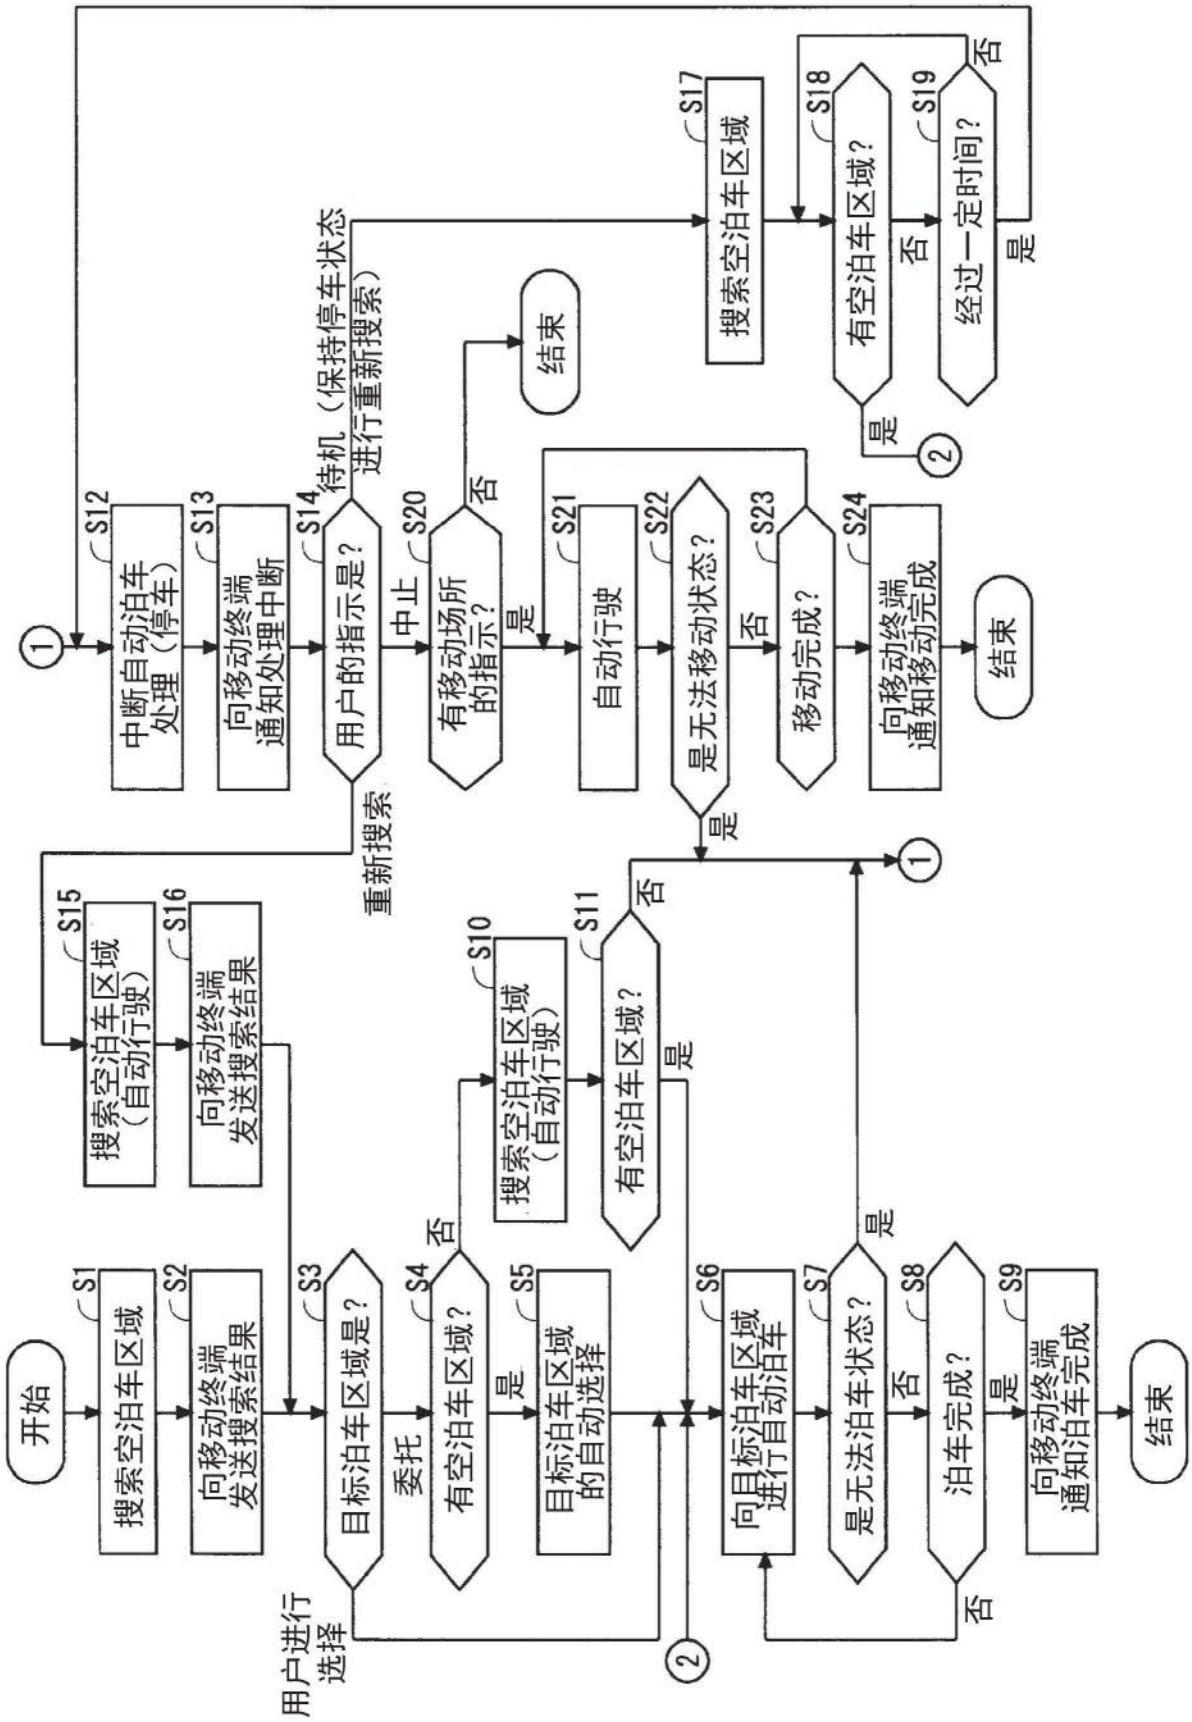 开始
S1
搜索空泊车区域
S2
向移动终端
发送搜索结果
S3
目标泊车区域是?
用户进行
选择
委托
S4
有空泊车区域?
否
是
S5
目标泊车区域
的自动选择
②
S6
向目标泊车区域
进行自动泊车
S7
是无法泊车状态?
是
否
S8
泊车完成?
否
是
S9
向移动终端
通知泊车完成
结束
S15
搜索空泊车区域
(自动行驶)
S16
向移动终端
发送搜索结果
S10
搜索空泊车区域
(自动行驶)
S11
有空泊车区域?
否
是
①
①
S12
中断自动泊车
处理(停车)
S13
向移动终端
通知处理中断
S14
用户的指示是?
重新搜索
待机(保持停车状态
进行重新搜索)
中止
S20
有移动场所
的指示?
否
结束
是
S21
自动行驶
S22
是无法移动状态?
是
否
S23
移动完成?
S24
向移动终端
通知移动完成
结束
S17
搜索空泊车区域
S18
有空泊车区域?
是
②
否
S19
经过一定时间?
否
是